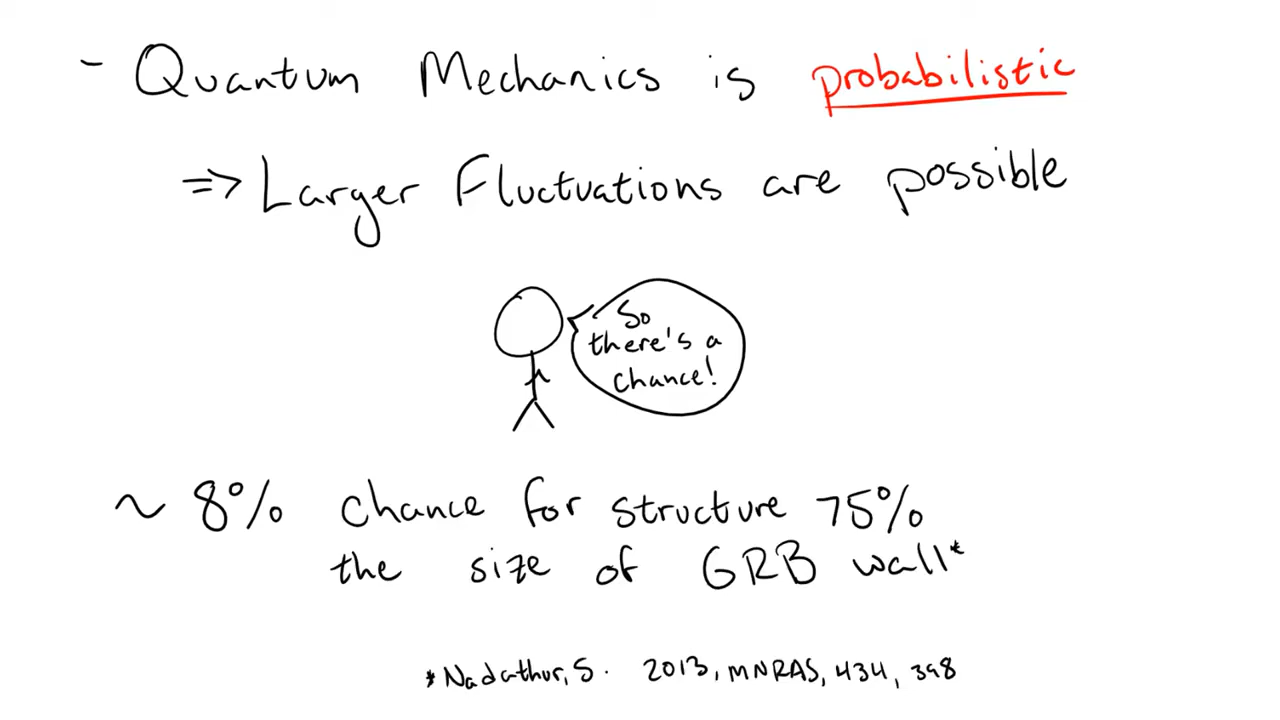 - Quantum Mechanics is probabilistic
=> Larger Fluctuations are possible
So
there's a
chance!
~ 8% chance for structure 75%
the size of GRB wall*
*Nadathur, S. 2013, MNRAS, 434, 398